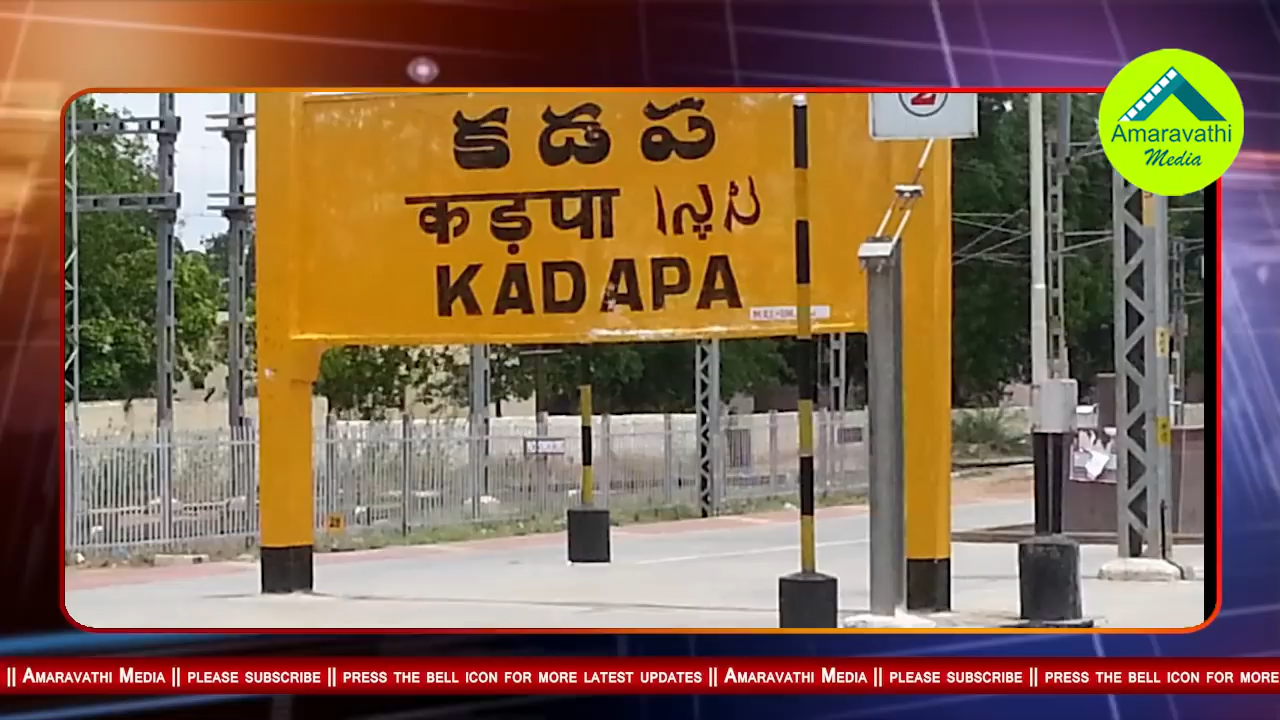 2
కడప
कड़पा
KADAPA
Amaravathi
Media
|| AMARAVATHI MEDIA || PLEASE SUBSCRIBE || PRESS THE BELL ICON FOR MORE LATEST UPDATES || AMARAVATHI MEDIA || PLEASE SUBSCRIBE || PRESS THE BELL ICON FOR MORE